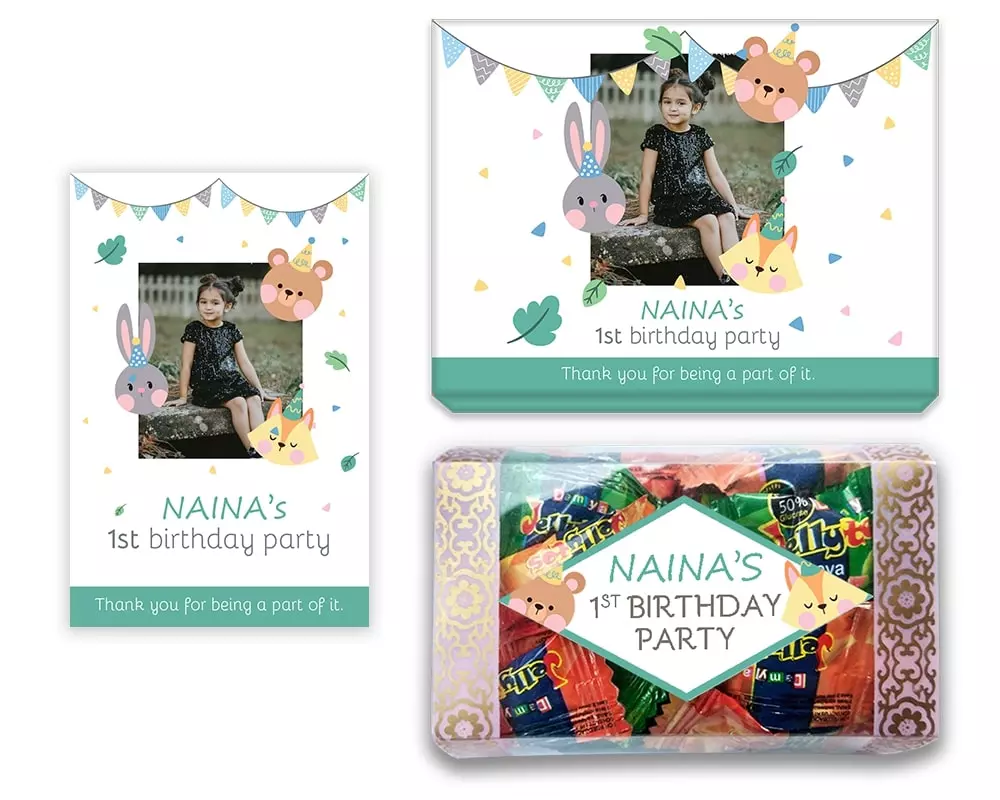 NAINA's
1st birthday party
Thank you for being a part of it.
NAINA's
1st birthday party
Thank you for being a part of it.
50%
NAINA'S
1ST BIRTHDAY
PARTY